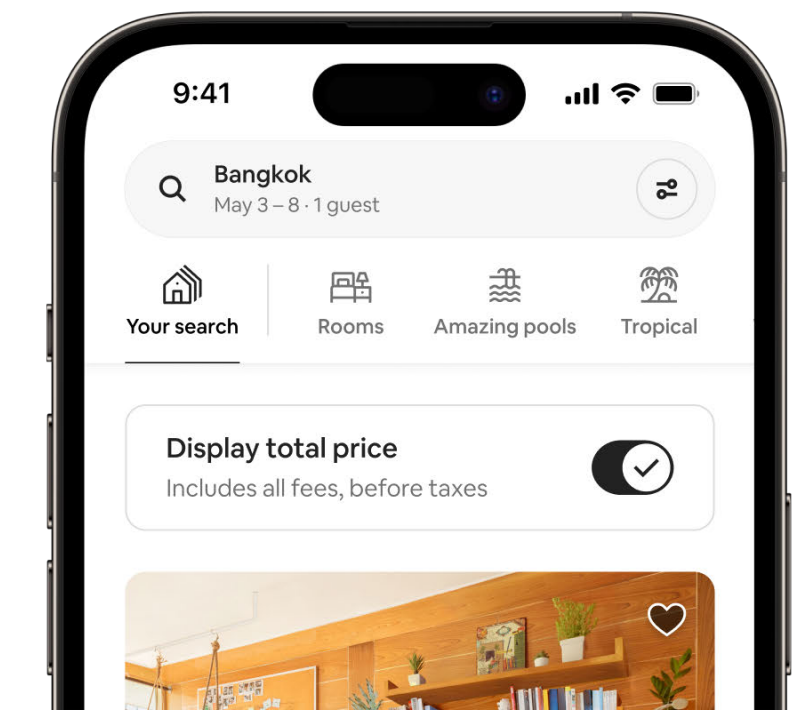 9:41
Bangkok
May 3 – 8 · 1 guest
Your search
Rooms
Amazing pools
Tropical
Display total price
Includes all fees, before taxes